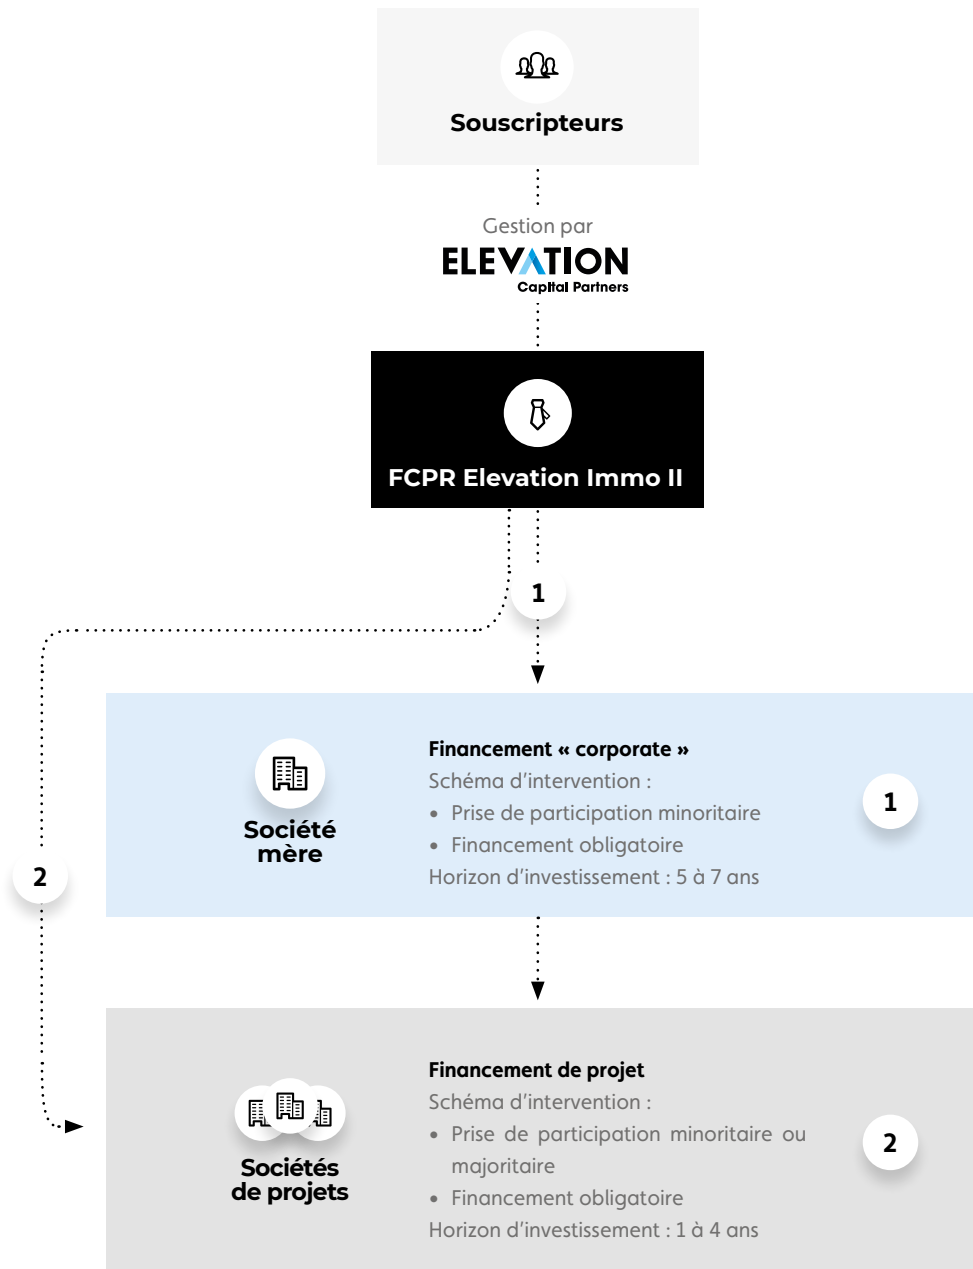 Souscripteurs
Gestion par
ELEVATION
Capital Partners
FCPR Elevation Immo II
1
Financement « corporate »
Schéma d’intervention :
• Prise de participation minoritaire
• Financement obligatoire
Horizon d’investissement : 5 à 7 ans
Société
mère
1
2
Financement de projet
Schéma d’intervention :
• Prise de participation minoritaire ou
majoritaire
• Financement obligatoire
Horizon d’investissement : 1 à 4 ans
Sociétés
de projets
2